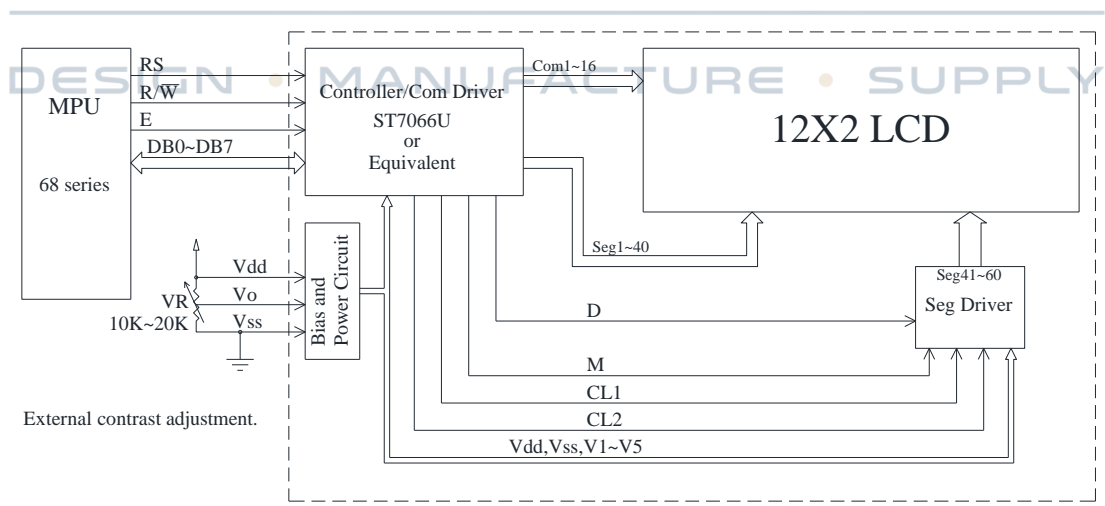 DESIGN • MANUFACTURE • SUPPLY
MPU
68 series
RS
R/W̅
E
DB0~DB7
Controller/Com Driver
ST7066U
or
Equivalent
Com1~16
12X2 LCD
Seg1~40
Seg41~60
Seg Driver
Vdd
Vo
Vss
VR
10K~20K
Bias and
Power Circuit
D
M
CL1
CL2
Vdd,Vss,V1~V5
External contrast adjustment.